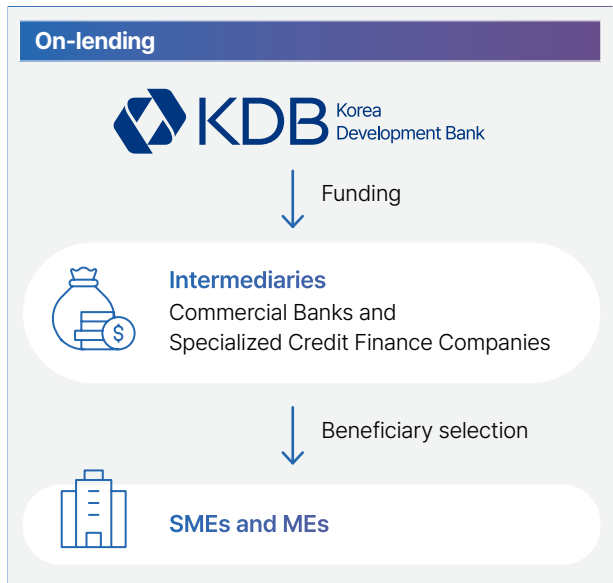 On-lending
KDB Korea
Development Bank
Funding
Intermediaries
Commercial Banks and
Specialized Credit Finance Companies
$
Beneficiary selection
SMEs and MEs